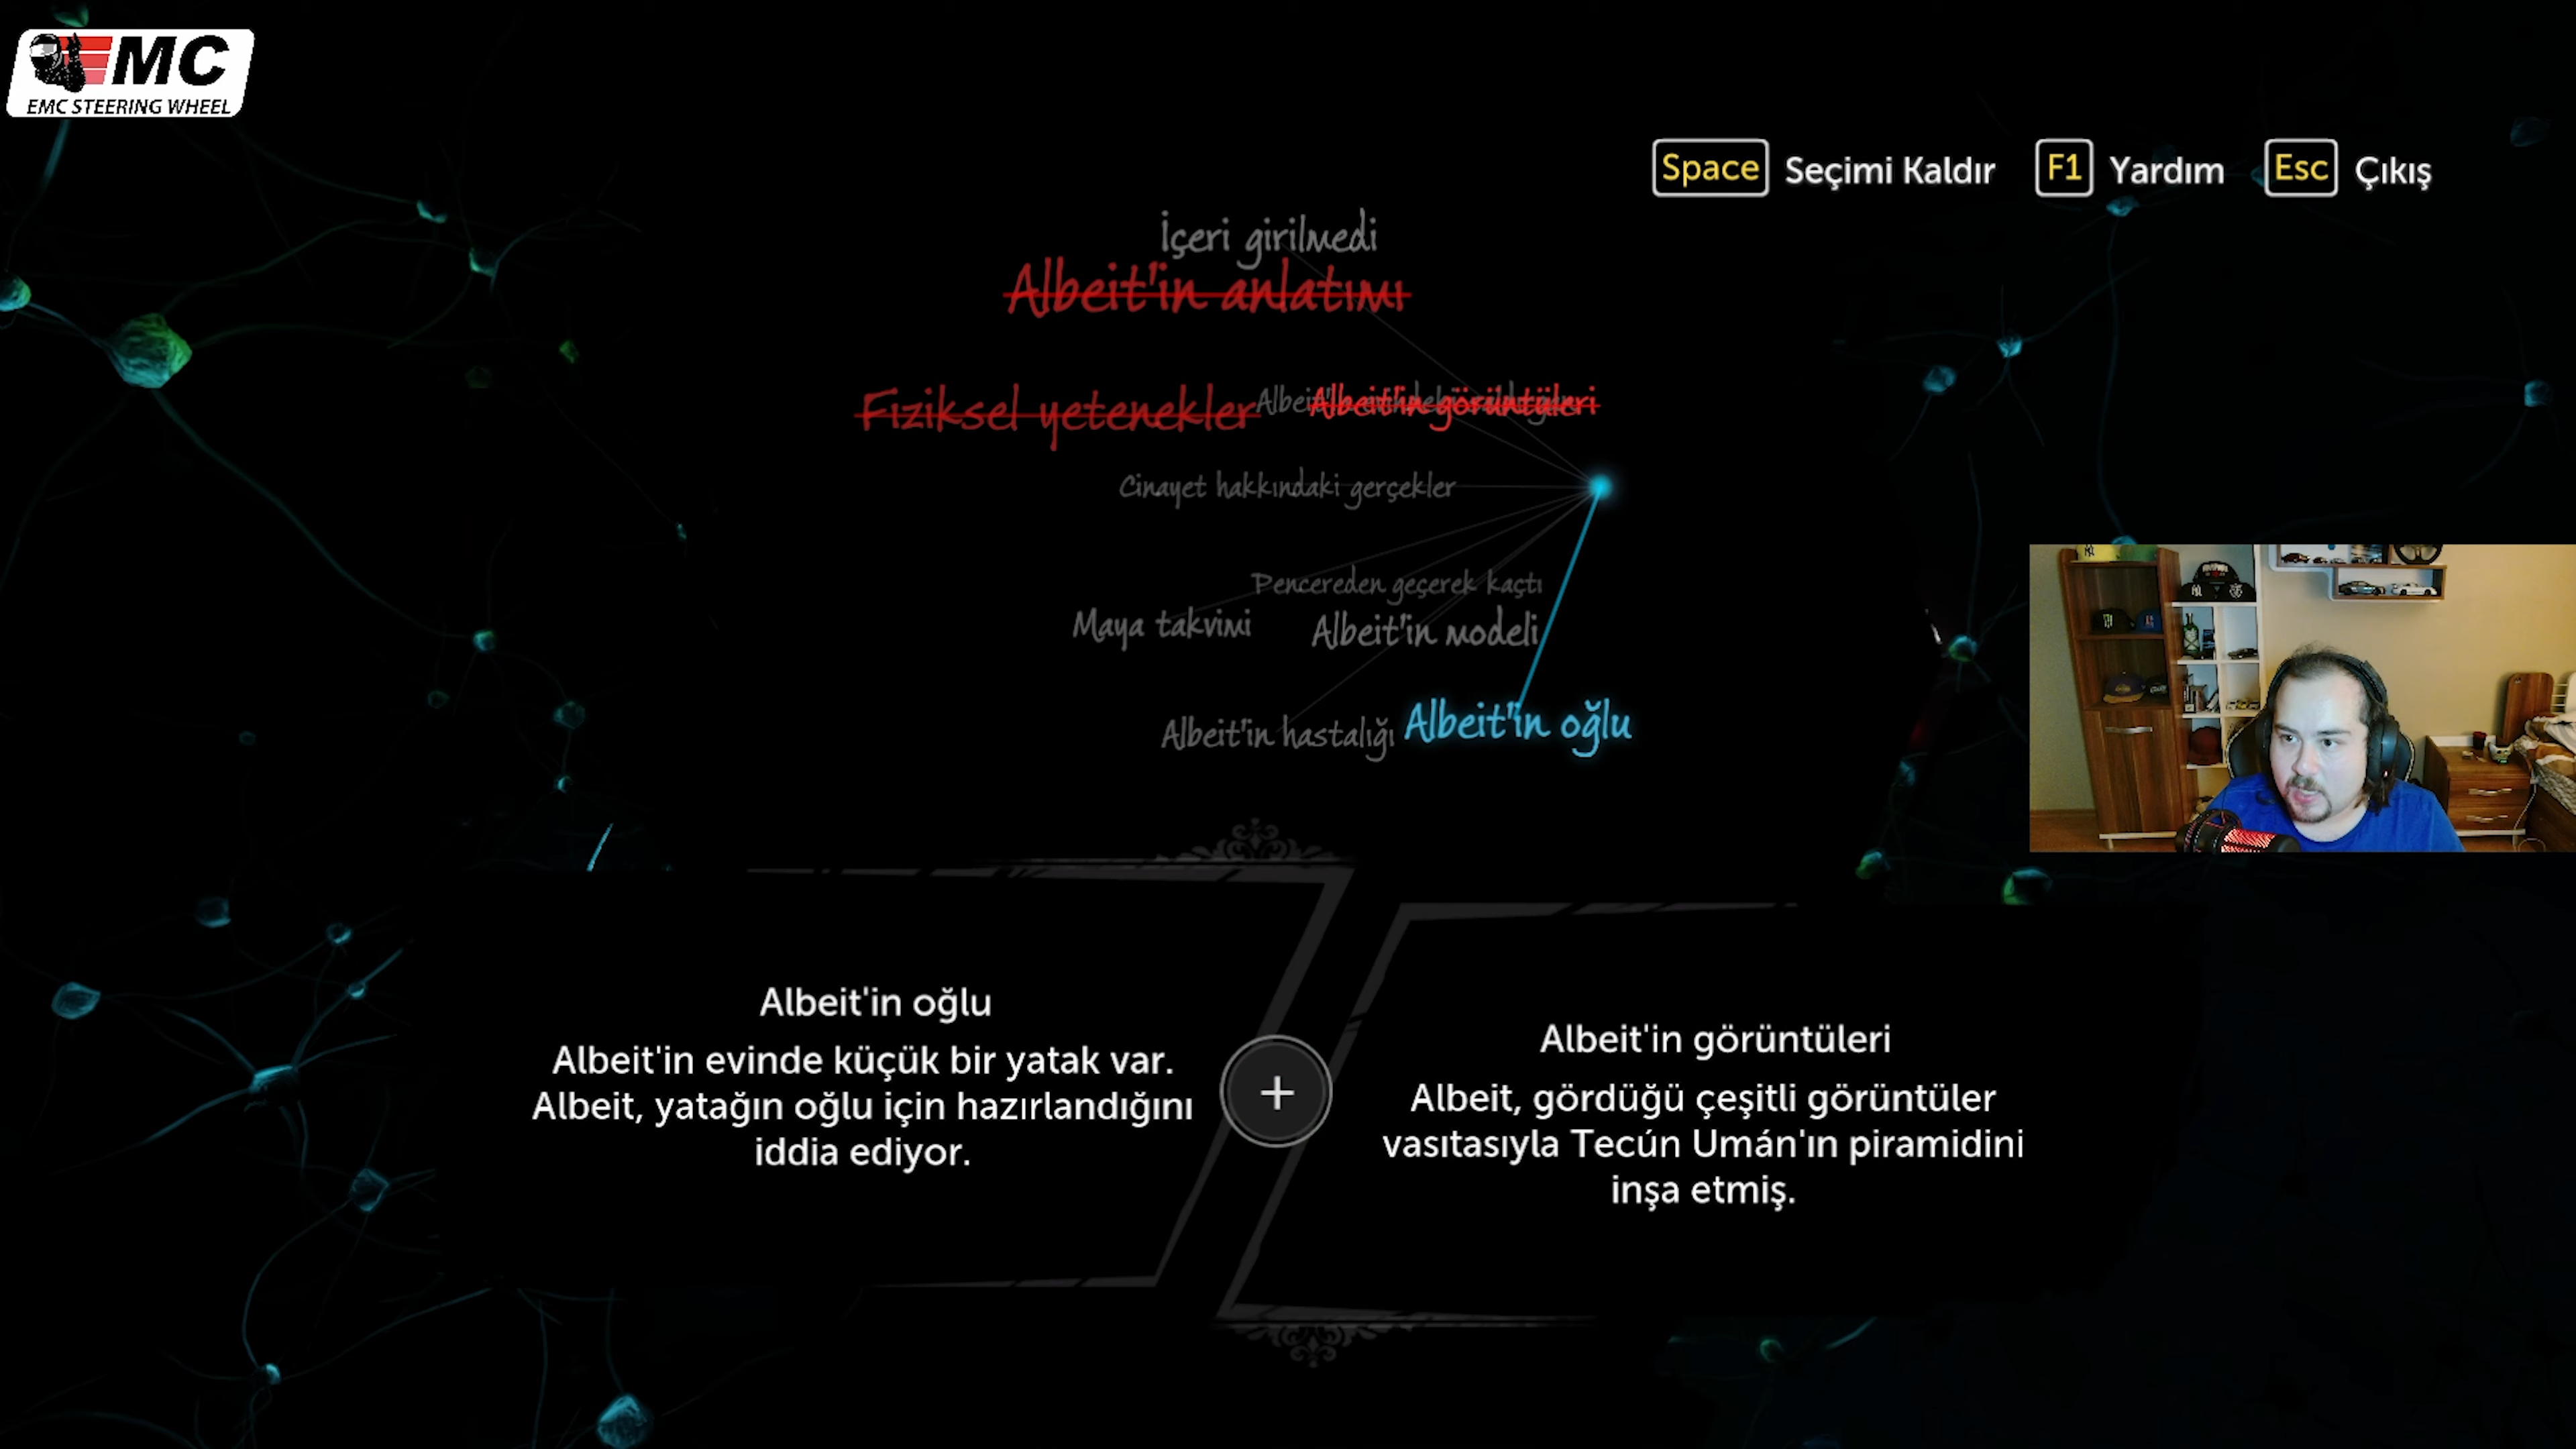 EMC
EMC STEERING WHEEL
Space Seçimi Kaldır F1 Yardım Esc Çıkış
İçeri girilmedi
Albeit'in anlatımı
Fiziksel yetenekler
Albeit'in görüntüleri
Cinayet hakkındaki gerçekler
Pencereden geçerek kaçtı
Maya takvimi
Albeit'in modeli
Albeit'in hastalığı
Albeit'in oğlu
Albeit'in oğlu
Albeit'in evinde küçük bir yatak var.
Albeit, yatağın oğlu için hazırlandığını
iddia ediyor.
Albeit'in görüntüleri
Albeit, gördüğü çeşitli görüntüler
vasıtasıyla Tecún Umán'ın piramidini
inşa etmiş.